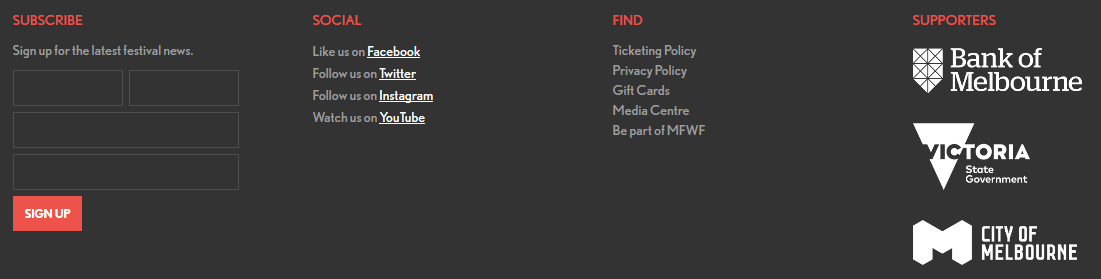 SUBSCRIBE
Sign up for the latest festival news.
SIGN UP
SOCIAL
Like us on Facebook
Follow us on Twitter
Follow us on Instagram
Watch us on YouTube
FIND
Ticketing Policy
Privacy Policy
Gift Cards
Media Centre
Be part of MFWF
SUPPORTERS
Bank of
Melbourne
VICTORIA
State
Government
CITY OF
MELBOURNE